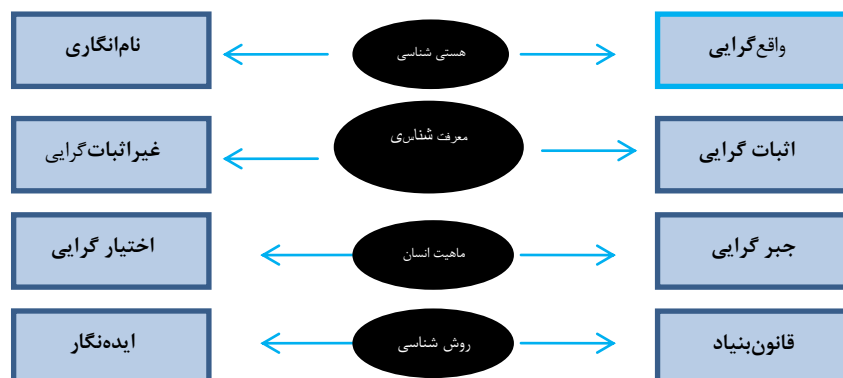 واقع‌گرایی
هستی شناسی
نام‌انگاری
اثبات گرایی
معرفت شناسی
غیراثبات‌گرایی
جبر گرایی
ماهیت انسان
اختیار گرایی
قانون‌بنیاد
روش شناسی
ایده‌نگار